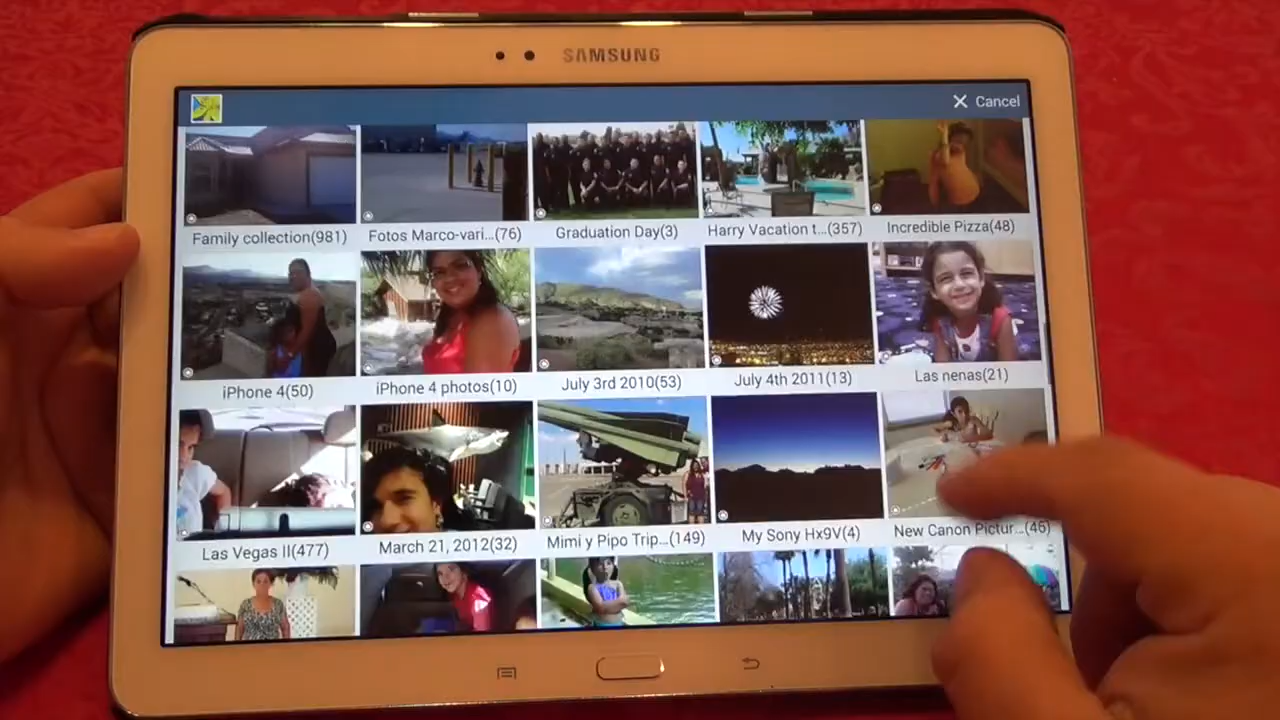 SAMSUNG
Cancel
Family collection(981)
Fotos Marco-vari...(76)
Graduation Day(3)
Harry Vacation t...(357)
Incredible Pizza(48)
iPhone 4(50)
iPhone 4 photos(10)
July 3rd 2010(53)
July 4th 2011(13)
Las nenas(21)
Las Vegas II(477)
March 21, 2012(32)
Mimi y Pipo Trip...(149)
My Sony Hx9V(4)
New Canon Pictur...(46)